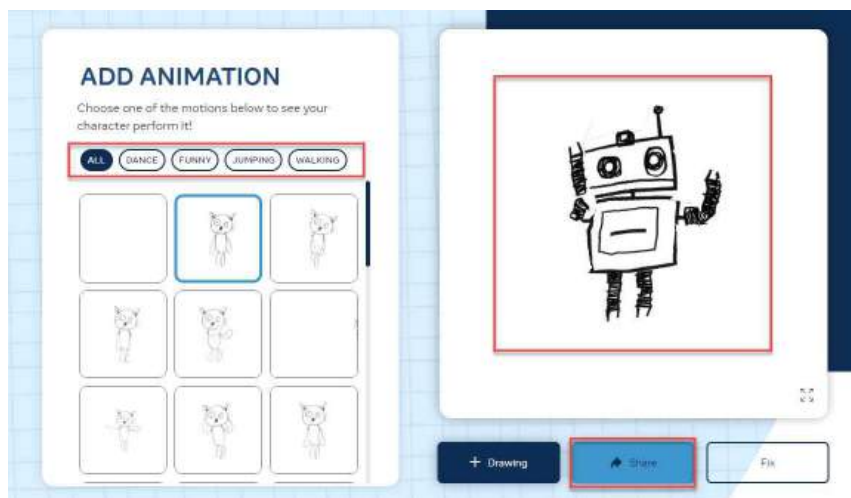 ADD ANIMATION
Choose one of the motions below to see your
character perform it!
ALL DANCE FUNNY JUMPING WALKING
+ Drawing Share Fix